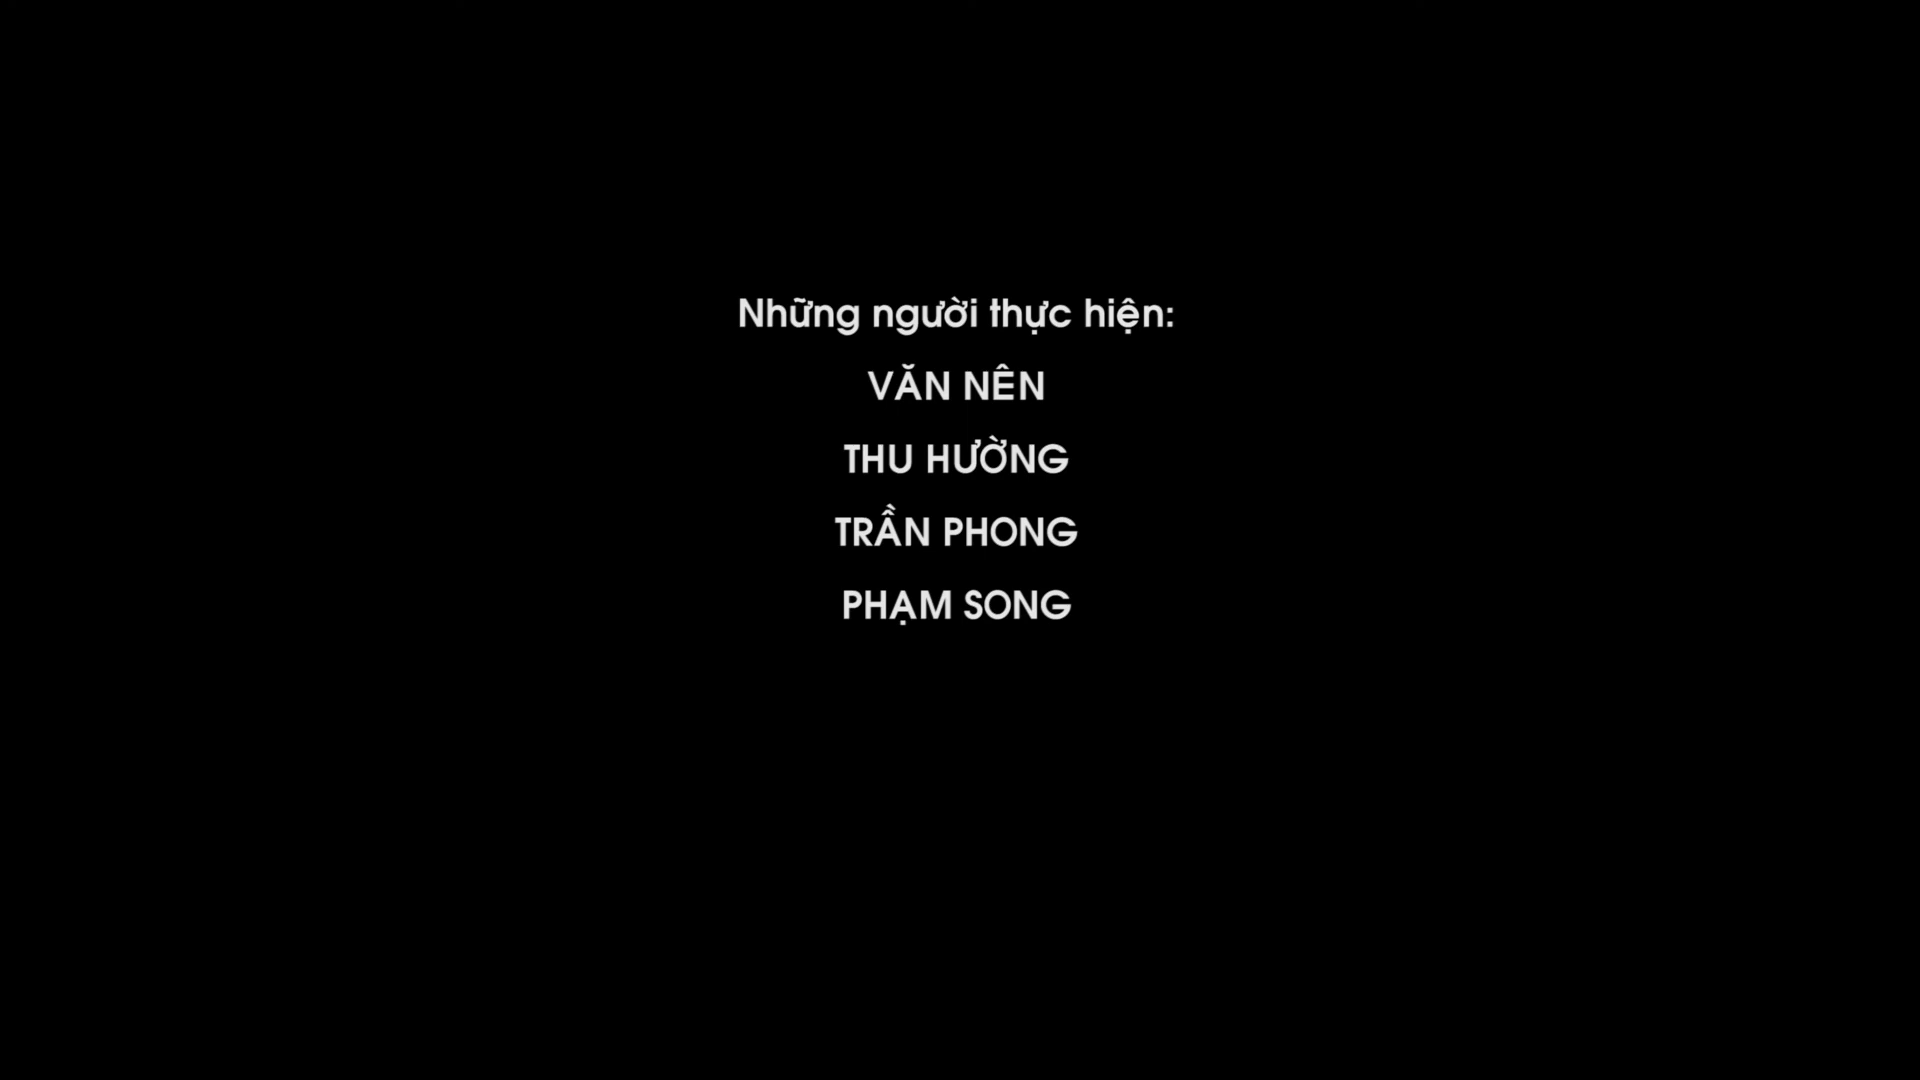 Những người thực hiện:
VĂN NÊN
THU HƯỜNG
TRẦN PHONG
PHẠM SONG